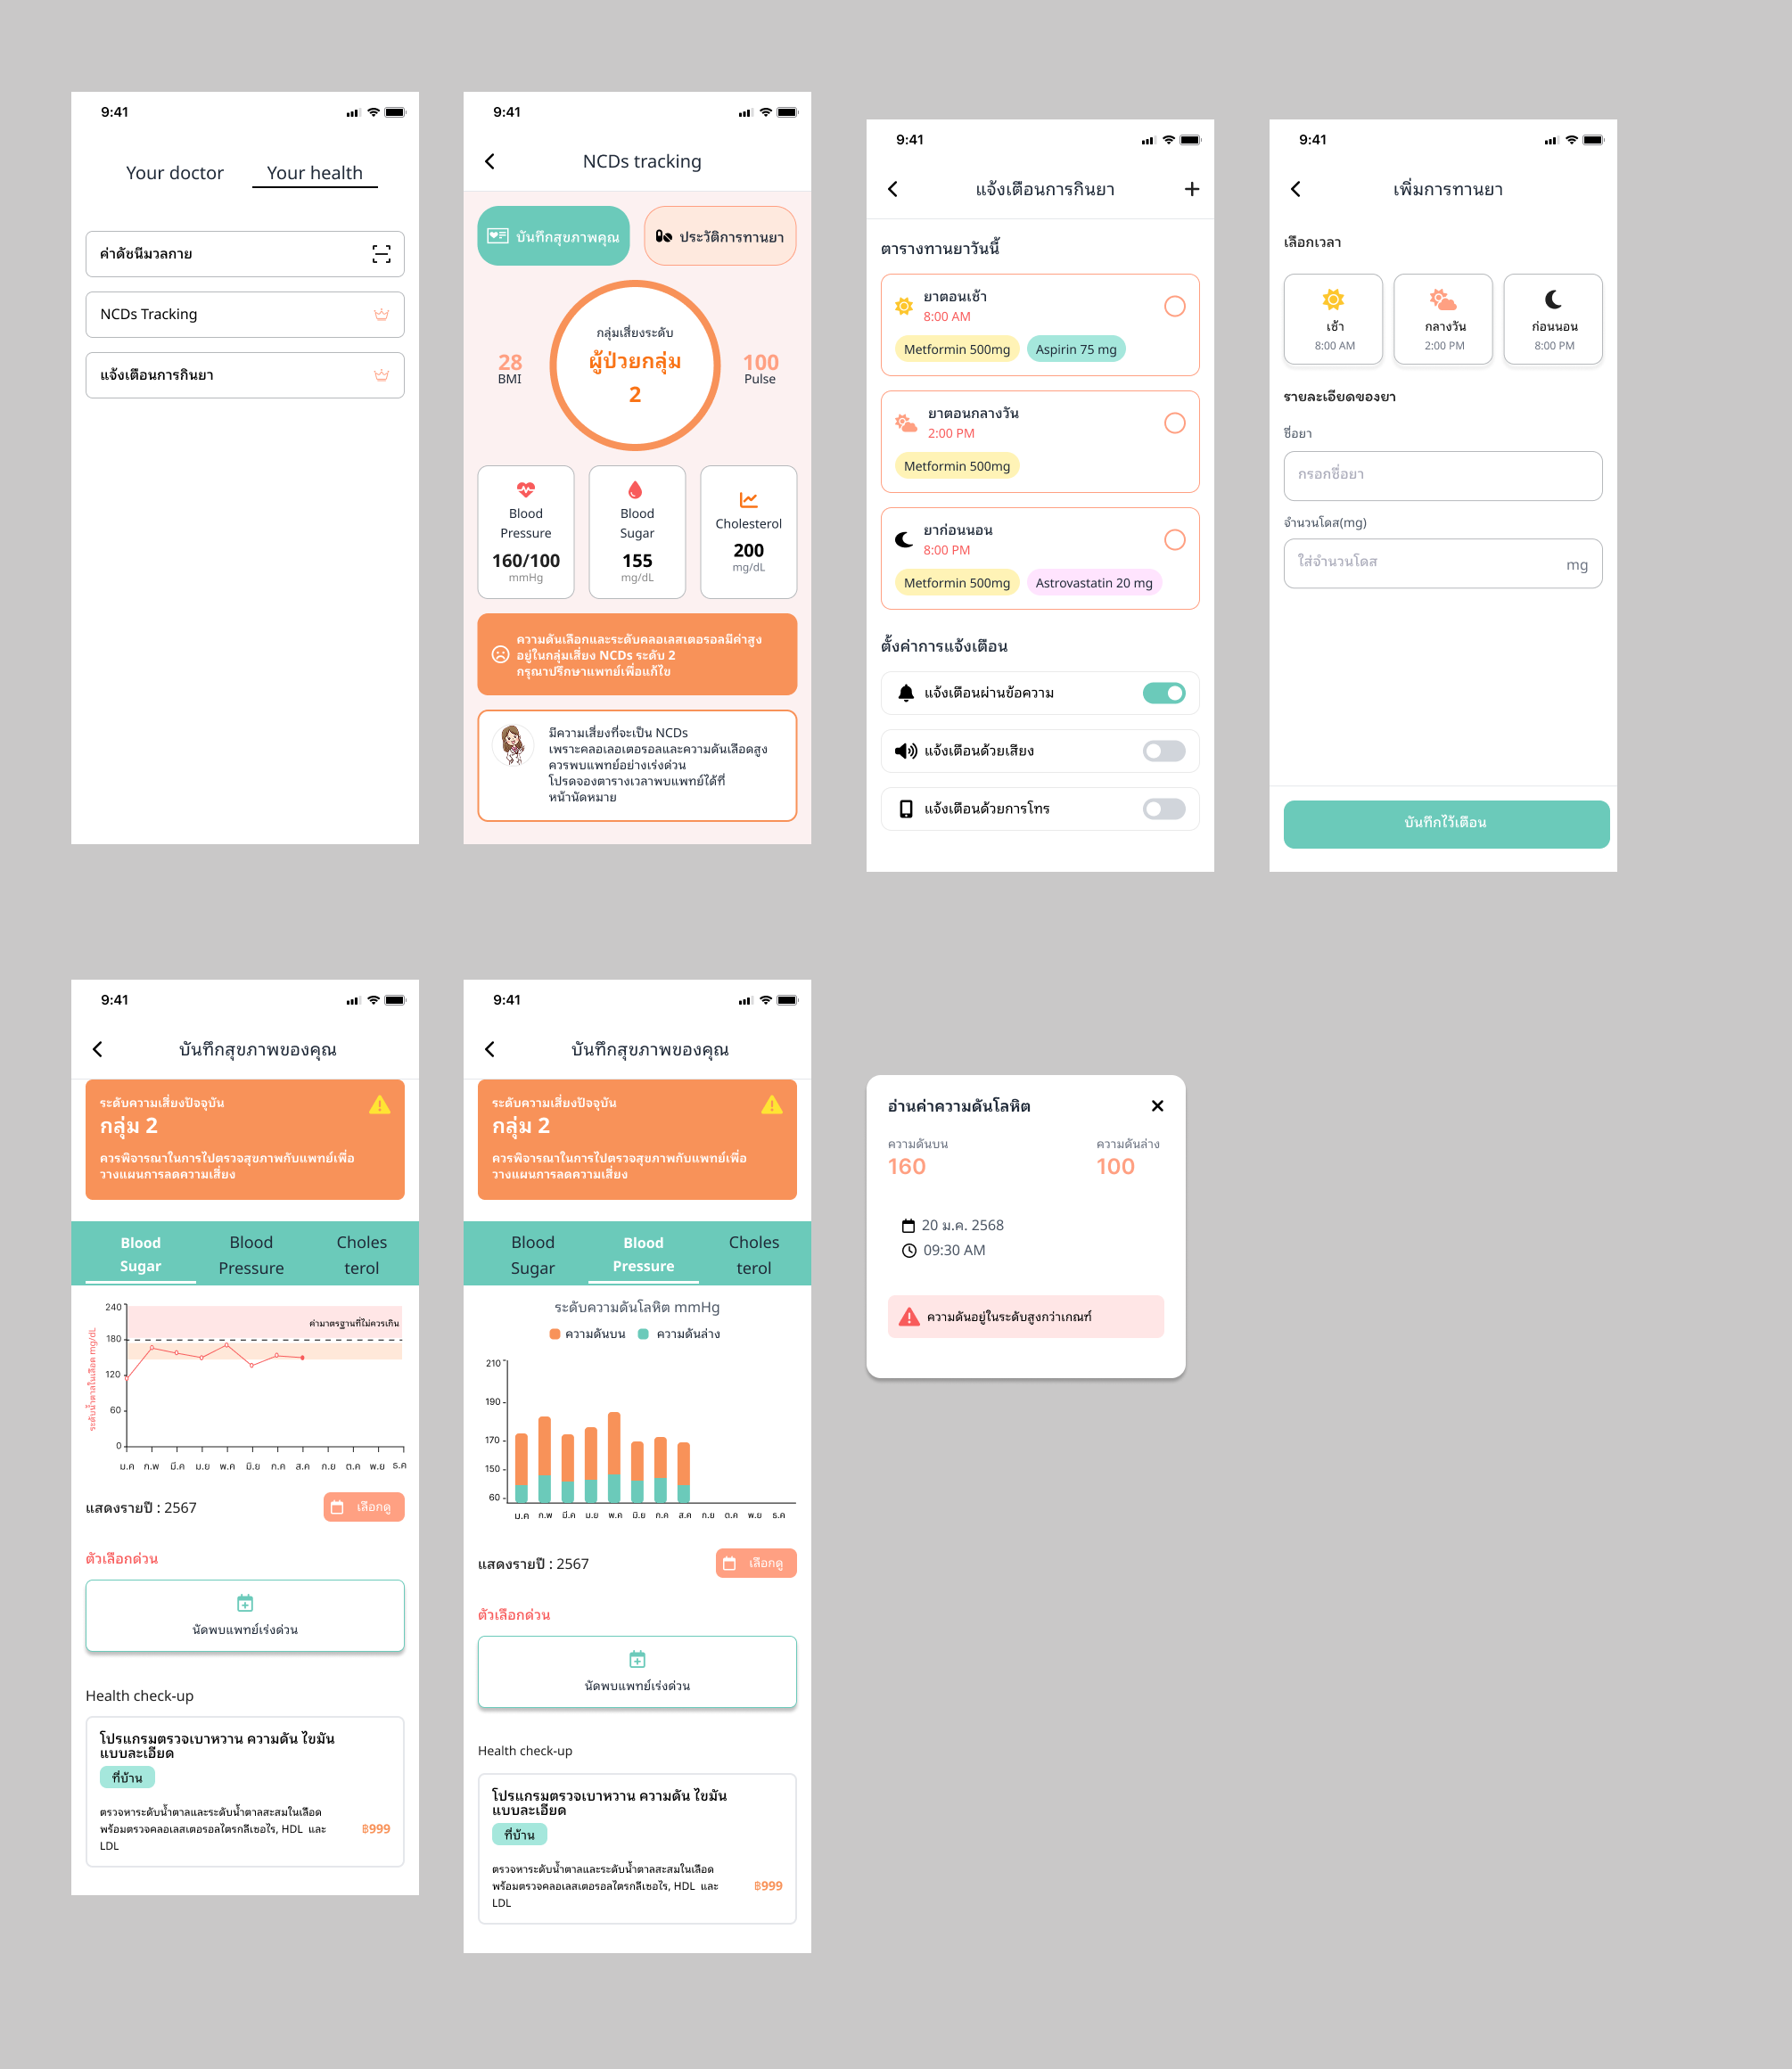 9:41
Your doctor
Your health
ค่าดัชนีมวลกาย
NCDs Tracking
แจ้งเตือนการกินยา
9:41
NCDs tracking
บันทึกสุขภาพคุณ
ประวัติการทานยา
กลุ่มเสี่ยงระดับ
ผู้ป่วยกลุ่ม
2
28
BMI
100
Pulse
Blood
Pressure
160/100
mmHg
Blood
Sugar
155
mg/dL
Cholesterol
200
mg/dL
ความดันเลือกและระดับคลอเลสเตอรอลมีค่าสูง
อยู่ในกลุ่มเสี่ยง NCDs ระดับ 2
กรุณาปรึกษาแพทย์เพื่อแก้ไข
มีความเสี่ยงที่จะเป็น NCDs
เพราะคลอเลอเตอรอลและความดันเลือดสูง
ควรพบแพทย์อย่างเร่งด่วน
โปรดจองตารางเวลาพบแพทย์ได้ที่
หน้านัดหมาย
9:41
แจ้งเตือนการกินยา
ตารางทานยาวันนี้
ยาตอนเช้า
8:00 AM
Metformin 500mg
Aspirin 75 mg
ยาตอนกลางวัน
2:00 PM
Metformin 500mg
ยาก่อนนอน
8:00 PM
Metformin 500mg
Astrovastatin 20 mg
ตั้งค่าการแจ้งเตือน
แจ้งเตือนผ่านข้อความ
แจ้งเตือนด้วยเสียง
แจ้งเตือนด้วยการโทร
9:41
เพิ่มการทานยา
เลือกเวลา
เช้า
8:00 AM
กลางวัน
2:00 PM
ก่อนนอน
8:00 PM
รายละเอียดของยา
ชื่อยา
กรอกชื่อยา
จำนวนโดส(mg)
ใส่จำนวนโดส
mg
บันทึกไว้เตือน
9:41
บันทึกสุขภาพของคุณ
ระดับความเสี่ยงปัจจุบัน
กลุ่ม 2
ควรพิจารณาในการไปตรวจสุขภาพกับแพทย์เพื่อ
วางแผนการลดความเสี่ยง
Blood
Sugar
Blood
Pressure
Choles
terol
ระดับน้ำตาลในเลือด mg/dL
240
180
120
60
0
ค่ามาตรฐานที่ไม่ควรเกิน
ม.ค ก.พ มี.ค ม.ย พ.ค มิ.ย ก.ค ส.ค ก.ย ต.ค พ.ย ธ.ค
แสดงรายปี : 2567
เลือกดู
ตัวเลือกด่วน
นัดพบแพทย์เร่งด่วน
Health check-up
โปรแกรมตรวจเบาหวาน ความดัน ไขมัน
แบบละเอียด
ที่บ้าน
ตรวจหาระดับน้ำตาลและระดับน้ำตาลสะสมในเลือด
พร้อมตรวจคลอเลสเตอรอลไตรกลีเซอไร, HDL และ
LDL
฿999
9:41
บันทึกสุขภาพของคุณ
ระดับความเสี่ยงปัจจุบัน
กลุ่ม 2
ควรพิจารณาในการไปตรวจสุขภาพกับแพทย์เพื่อ
วางแผนการลดความเสี่ยง
Blood
Sugar
Blood
Pressure
Choles
terol
ระดับความดันโลหิต mmHg
ความดันบน
ความดันล่าง
210
190
170
150
60
ม.ค ก.พ มี.ค ม.ย พ.ค มิ.ย ก.ค ส.ค ก.ย ต.ค พ.ย ธ.ค
แสดงรายปี : 2567
เลือกดู
ตัวเลือกด่วน
นัดพบแพทย์เร่งด่วน
Health check-up
โปรแกรมตรวจเบาหวาน ความดัน ไขมัน
แบบละเอียด
ที่บ้าน
ตรวจหาระดับน้ำตาลและระดับน้ำตาลสะสมในเลือด
พร้อมตรวจคลอเลสเตอรอลไตรกลีเซอไร, HDL และ
LDL
฿999
อ่านค่าความดันโลหิต
ความดันบน
160
ความดันล่าง
100
20 ม.ค. 2568
09:30 AM
ความดันอยู่ในระดับสูงกว่าเกณฑ์